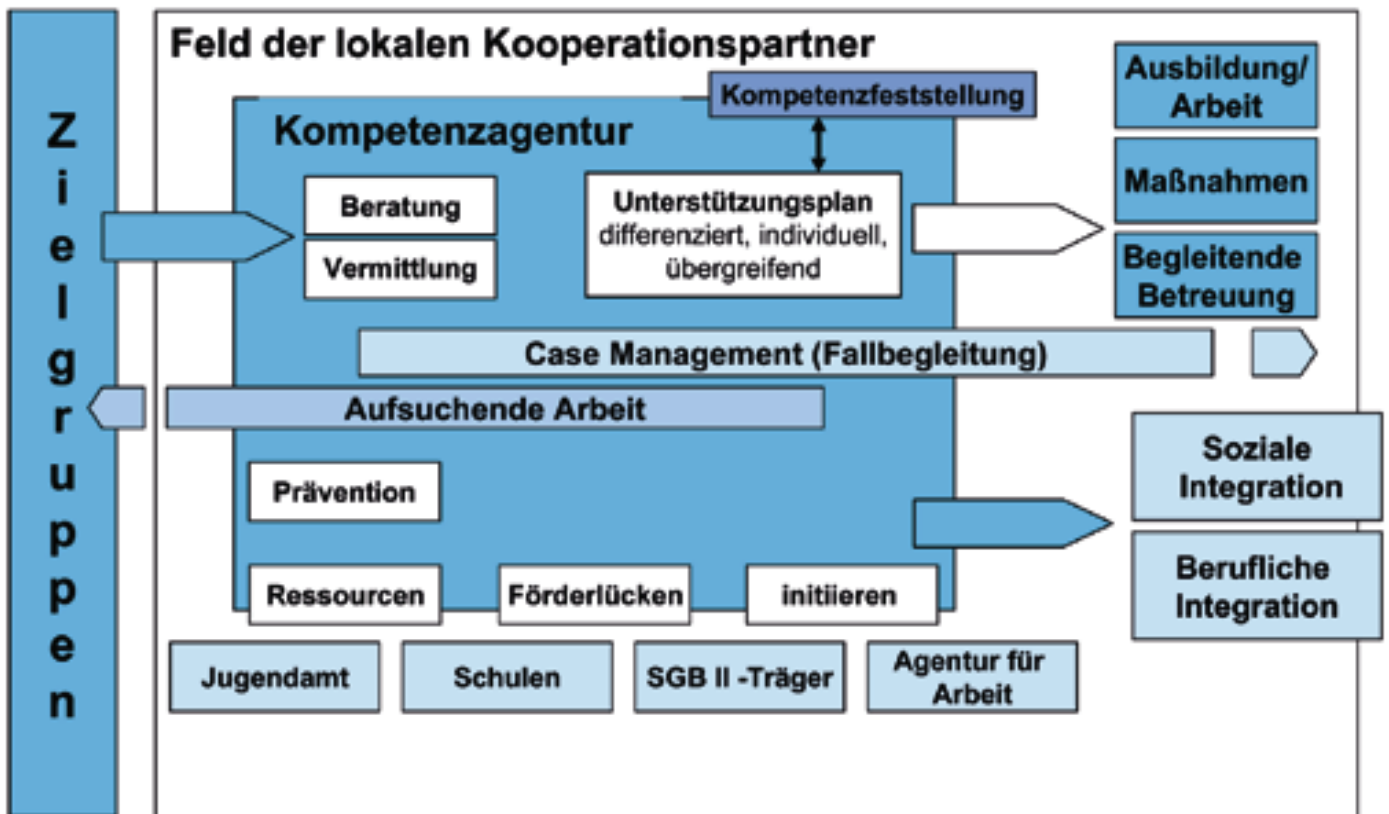 Zielgruppen
Feld der lokalen Kooperationspartner
Kompetenzfeststellung
Kompetenzagentur
Beratung
Vermittlung
Unterstützungsplan
differenziert, individuell,
übergreifend
Ausbildung/
Arbeit
Maßnahmen
Begleitende
Betreuung
Case Management (Fallbegleitung)
Aufsuchende Arbeit
Prävention
Soziale
Integration
Berufliche
Integration
Ressourcen
Förderlücken
initiieren
Jugendamt
Schulen
SGB II -Träger
Agentur für
Arbeit